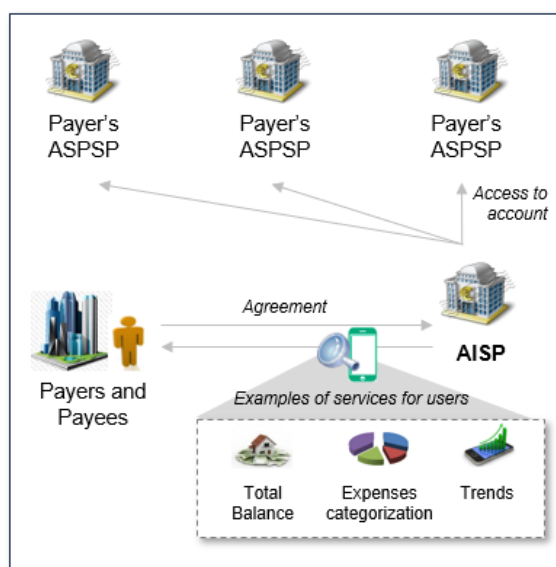 Payer's
ASPSP
Payer's
ASPSP
Payer's
ASPSP
Access to
account
Agreement
AISP
Payers and
Payees
Examples of services for users
Total
Balance
Expenses
categorization
Trends